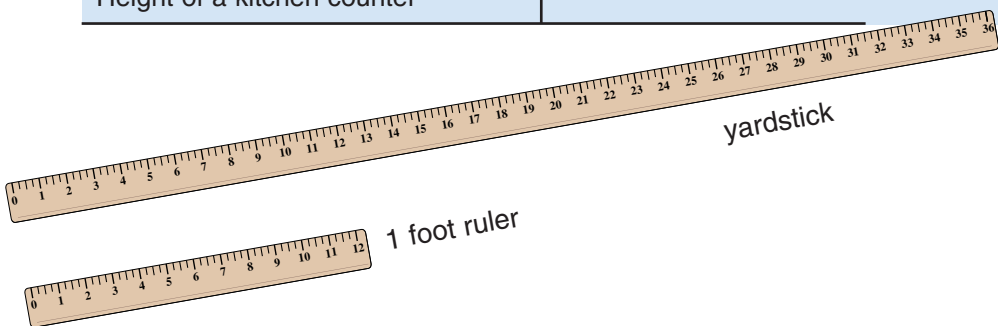 Height of a kitchen counter
0 1 2 3 4 5 6 7 8 9 10 11 12 13 14 15 16 17 18 19 20 21 22 23 24 25 26 27 28 29 30 31 32 33 34 35 36
yardstick
0 1 2 3 4 5 6 7 8 9 10 11 12
1 foot ruler